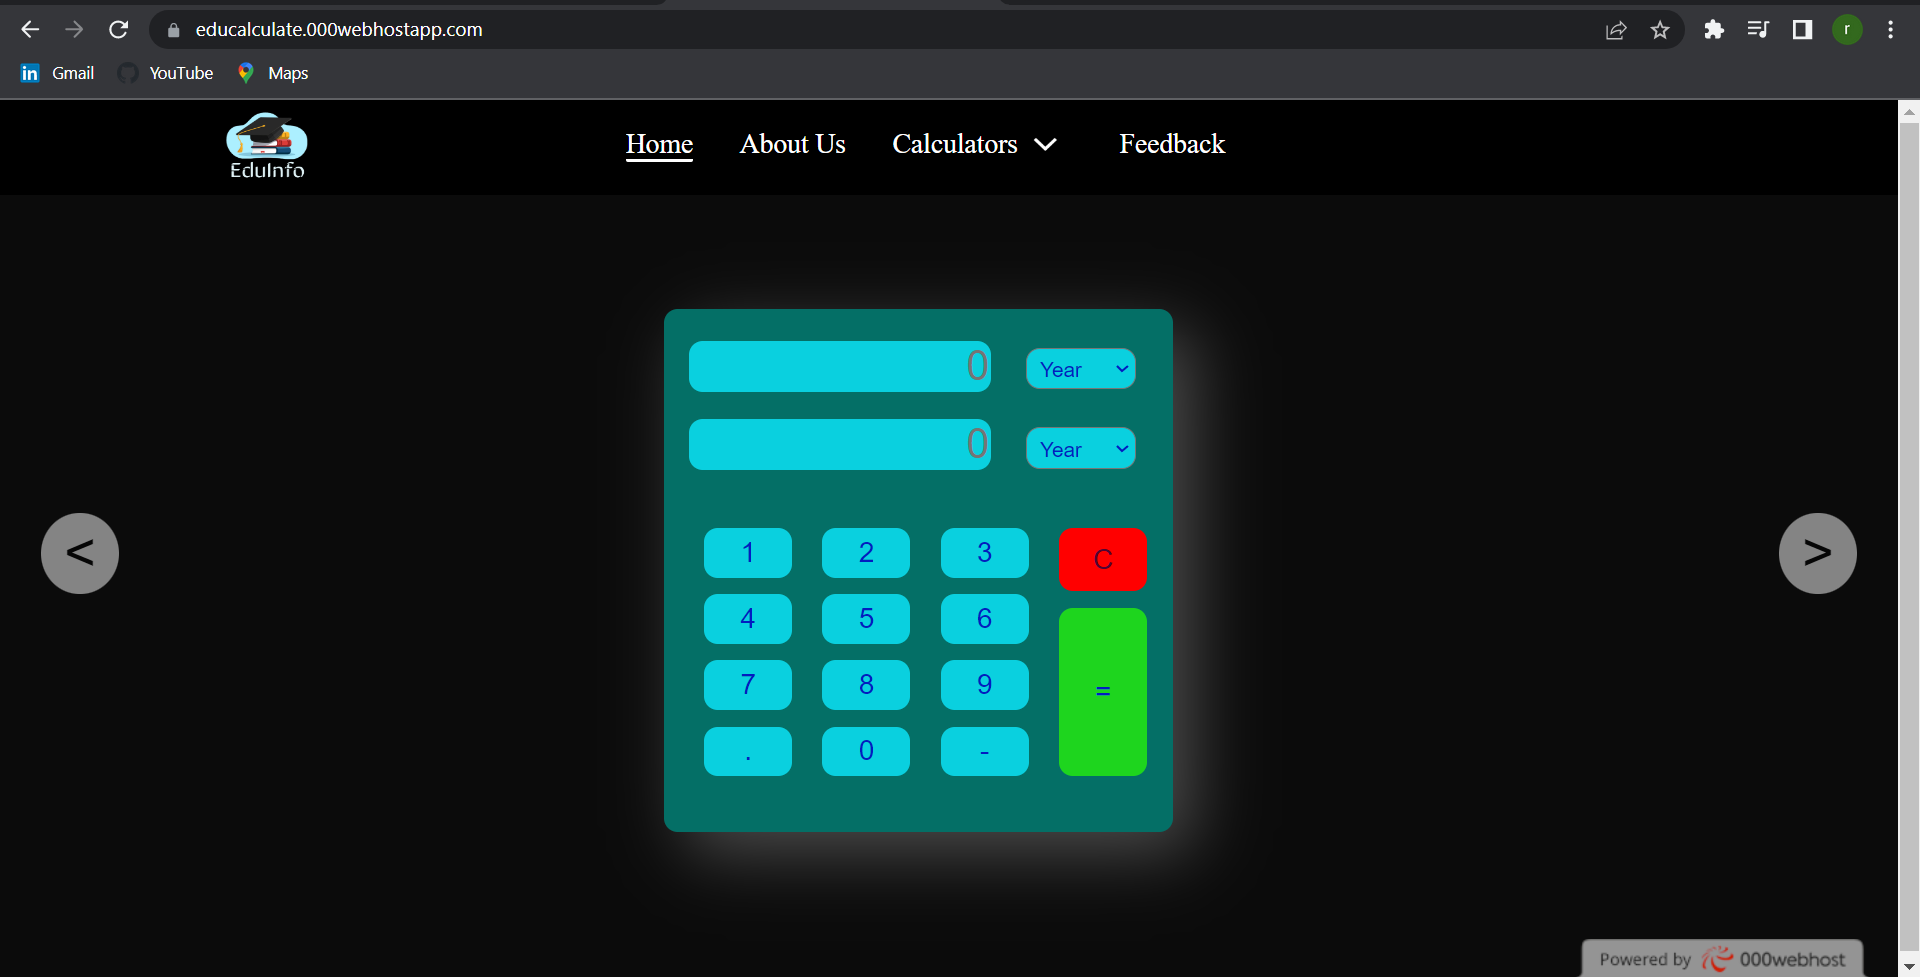 educalculate.000webhostapp.com
r
in Gmail YouTube Maps
EduInfo
Home About Us Calculators Feedback
0 Year
0 Year
< >
1 2 3 C
4 5 6
7 8 9 =
. 0 -
Powered by 000webhost